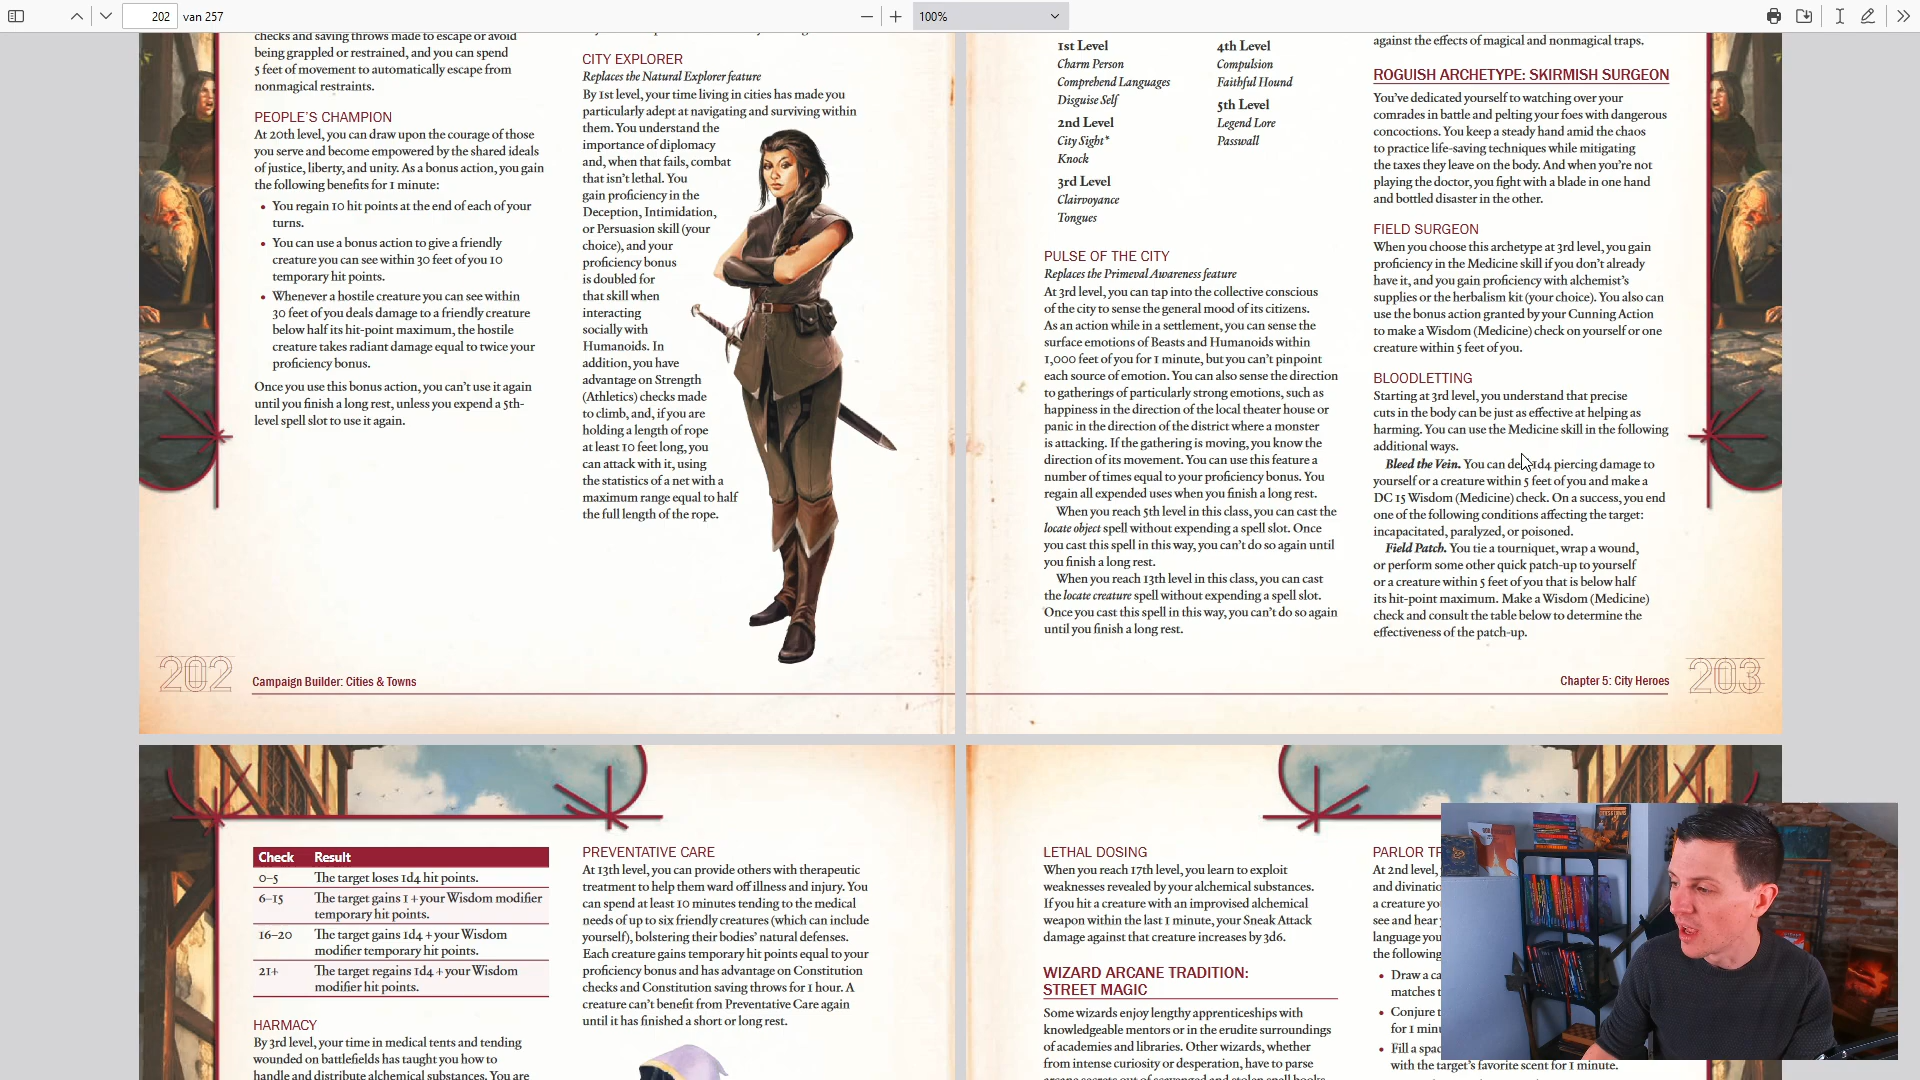 202
van 257
100%
checks and saving throws made to escape or avoid
being grappled or restrained, and you can spend
5 feet of movement to automatically escape from
nonmagical restraints.
PEOPLE'S CHAMPION
At 20th level, you can draw upon the courage of those
you serve and become empowered by the shared ideals
of justice, liberty, and unity. As a bonus action, you gain
the following benefits for 1 minute:
• You regain 10 hit points at the end of each of your
turns.
• You can use a bonus action to give a friendly
creature you can see within 30 feet of you 10
temporary hit points.
• Whenever a hostile creature you can see within
30 feet of you deals damage to a friendly creature
below half its hit-point maximum, the hostile
creature takes radiant damage equal to twice your
proficiency bonus.
Once you use this bonus action, you can't use it again
until you finish a long rest, unless you expend a 5th-
level spell slot to use it again.
CITY EXPLORER
Replaces the Natural Explorer feature
By 1st level, your time living in cities has made you
particularly adept at navigating and surviving within
them. You understand the
importance of diplomacy
and, when that fails, combat
that isn't lethal. You
gain proficiency in the
Deception, Intimidation,
or Persuasion skill (your
choice), and your
proficiency bonus
is doubled for
that skill when
interacting
socially with
Humanoids. In
addition, you have
advantage on Strength
(Athletics) checks made
to climb, and, if you are
holding a length of rope
at least 10 feet long, you
can attack with it, using
the statistics of a net with a
maximum range equal to half
the full length of the rope.
202
Campaign Builder: Cities & Towns
1st Level
Charm Person
Comprehend Languages
Disguise Self
2nd Level
City Sight*
Knock
3rd Level
Clairvoyance
Tongues
4th Level
Compulsion
Faithful Hound
5th Level
Legend Lore
Passwall
PULSE OF THE CITY
Replaces the Primeval Awareness feature
At 3rd level, you can tap into the collective conscious
of the city to sense the general mood of its citizens.
As an action while in a settlement, you can sense the
surface emotions of Beasts and Humanoids within
1,000 feet of you for 1 minute, but you can't pinpoint
each source of emotion. You can also sense the direction
to gatherings of particularly strong emotions, such as
happiness in the direction of the local theater house or
panic in the direction of the district where a monster
is attacking. If the gathering is moving, you know the
direction of its movement. You can use this feature a
number of times equal to your proficiency bonus. You
regain all expended uses when you finish a long rest.
When you reach 5th level in this class, you can cast the
locate object spell without expending a spell slot. Once
you cast this spell in this way, you can't do so again until
you finish a long rest.
When you reach 13th level in this class, you can cast
the locate creature spell without expending a spell slot.
Once you cast this spell in this way, you can't do so again
until you finish a long rest.
against the effects of magical and nonmagical traps.
ROGUISH ARCHETYPE: SKIRMISH SURGEON
You've dedicated yourself to watching over your
comrades in battle and pelting your foes with dangerous
concoctions. You keep a steady hand amid the chaos
to practice life-saving techniques while mitigating
the taxes they leave on the body. And when you're not
playing the doctor, you fight with a blade in one hand
and bottled disaster in the other.
FIELD SURGEON
When you choose this archetype at 3rd level, you gain
proficiency in the Medicine skill if you don't already
have it, and you gain proficiency with alchemist's
supplies or the herbalism kit (your choice). You also can
use the bonus action granted by your Cunning Action
to make a Wisdom (Medicine) check on yourself or one
creature within 5 feet of you.
BLOODLETTING
Starting at 3rd level, you understand that precise
cuts in the body can be just as effective at helping as
harming. You can use the Medicine skill in the following
additional ways.
Bleed the Vein. You can 1d4 piercing damage to
yourself or a creature within 5 feet of you and make a
DC 15 Wisdom (Medicine) check. On a success, you end
one of the following conditions affecting the target:
incapacitated, paralyzed, or poisoned.
Field Patch. You tie a tourniquet, wrap a wound,
or perform some other quick patch-up to yourself
or a creature within 5 feet of you that is below half
its hit-point maximum. Make a Wisdom (Medicine)
check and consult the table below to determine the
effectiveness of the patch-up.
Chapter 5: City Heroes
203
Check Result
0–5 The target loses 1d4 hit points.
6–15 The target gains 1 + your Wisdom modifier
temporary hit points.
16–20 The target gains 1d4 + your Wisdom
modifier temporary hit points.
21+ The target regains 1d4 + your Wisdom
modifier hit points.
HARMACY
By 3rd level, your time in medical tents and tending
wounded on battlefields has taught you how to
handle and distribute alchemical substances. You are
PREVENTATIVE CARE
At 13th level, you can provide others with therapeutic
treatment to help them ward off illness and injury. You
can spend at least 10 minutes tending to the medical
needs of up to six friendly creatures (which can include
yourself), bolstering their bodies' natural defenses.
Each creature gains temporary hit points equal to your
proficiency bonus and has advantage on Constitution
checks and Constitution saving throws for 1 hour. A
creature can't benefit from Preventative Care again
until it has finished a short or long rest.
LETHAL DOSING
When you reach 17th level, you learn to exploit
weaknesses revealed by your alchemical substances.
If you hit a creature with an improvised alchemical
weapon within the last 1 minute, your Sneak Attack
damage against that creature increases by 3d6.
WIZARD ARCANE TRADITION:
STREET MAGIC
Some wizards enjoy lengthy apprenticeships with
knowledgeable mentors or in the erudite surroundings
of academies and libraries. Other wizards, whether
from intense curiosity or desperation, have to parse
arcane secrets out of scavenged and stolen spell books
PARLOR
At 2nd level,
and divination
a creature you
see and hear
language you
the following
• Draw a ca
matches t
• Conjure t
for 1 minu
• Fill a spac
with the target's favorite scent for 1 minute.